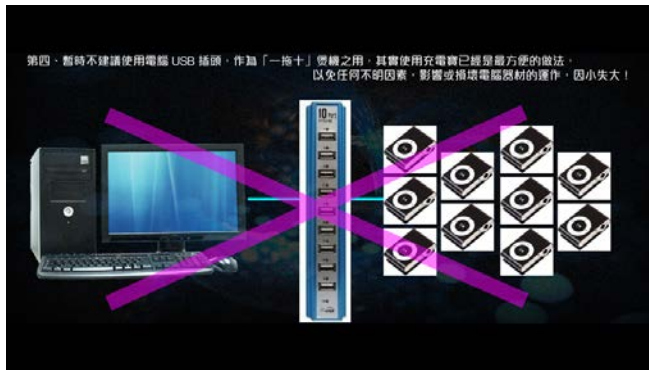 第四、暫時不建議使用電腦 USB 插頭，作為「一拖十」煲機之用，其實使用充電寶已經是最方便的做法，
以免任何不明因素，影響或損壞電腦器材的運作，因小失大！
10